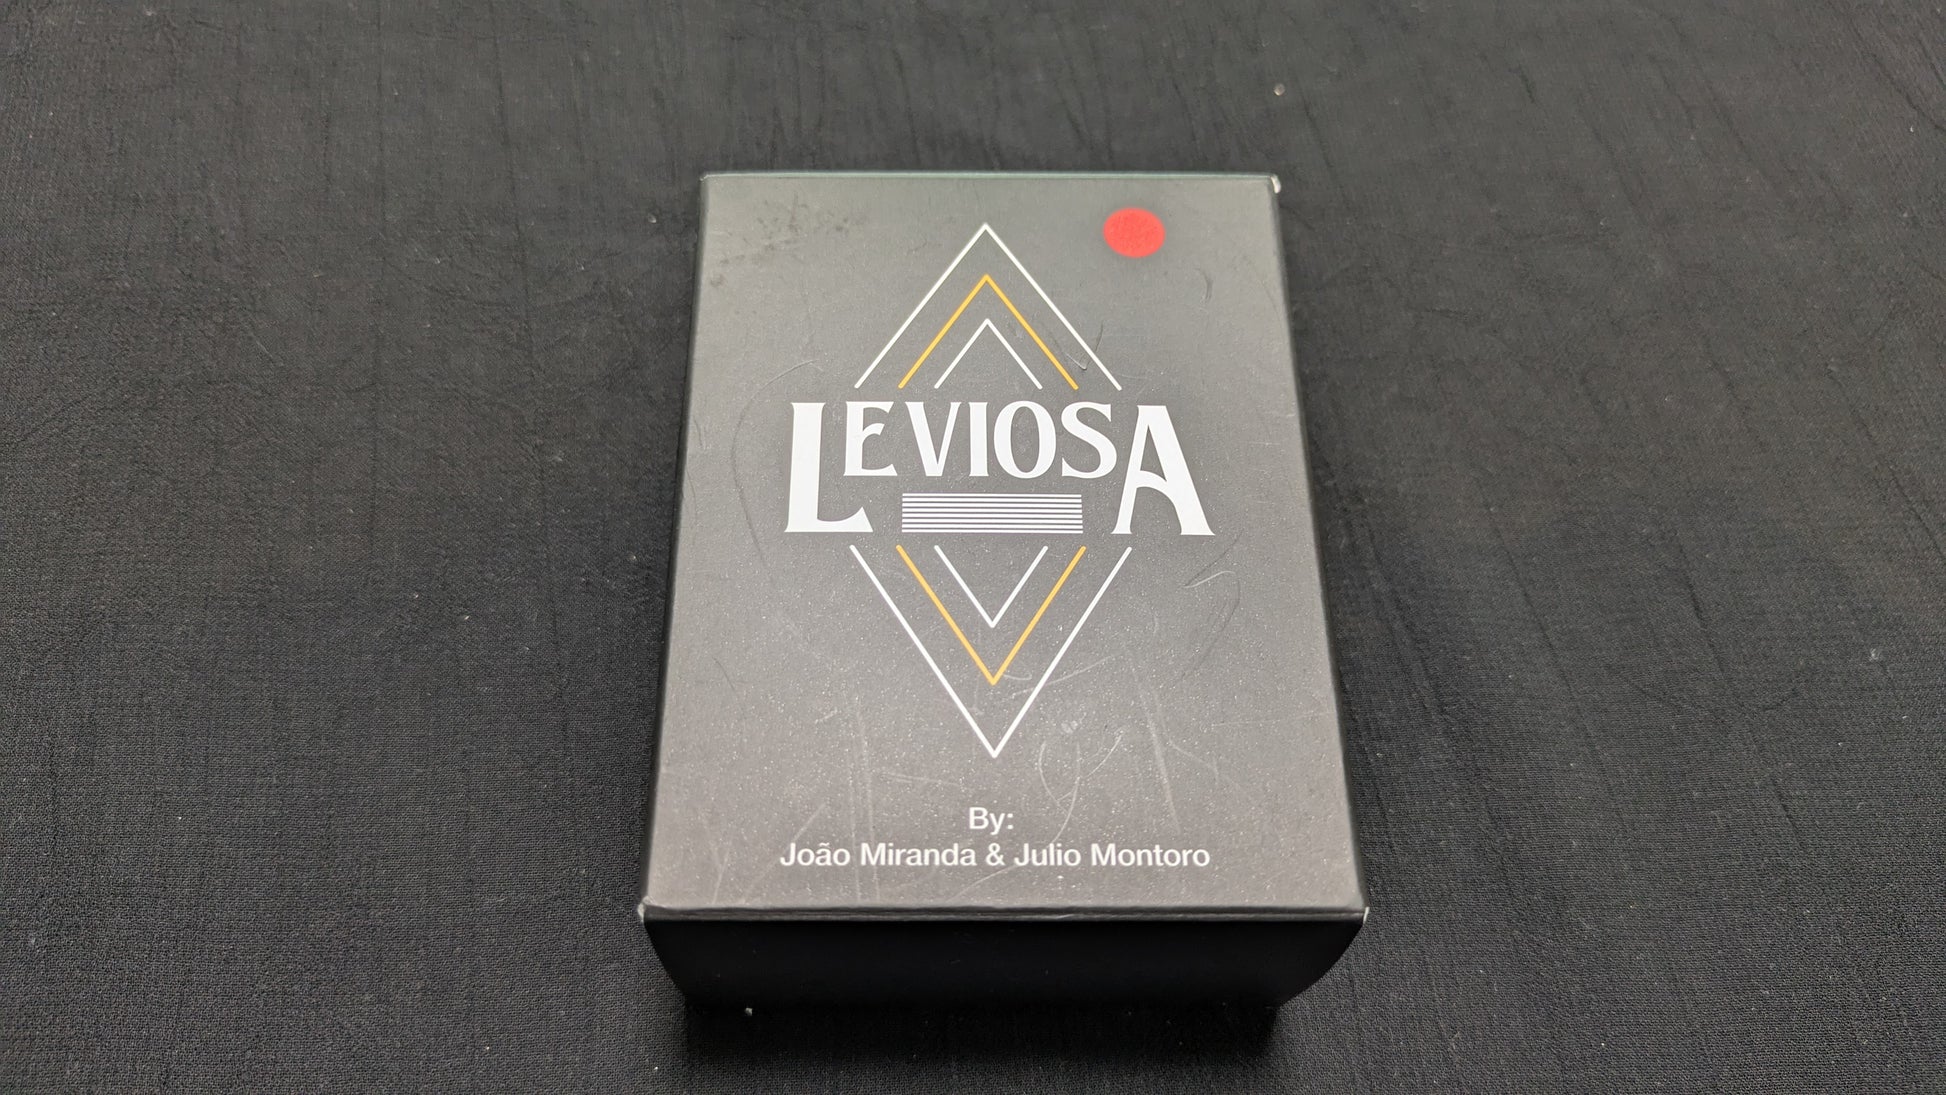 LEVIOSA
By:
João Miranda & Julio Montoro